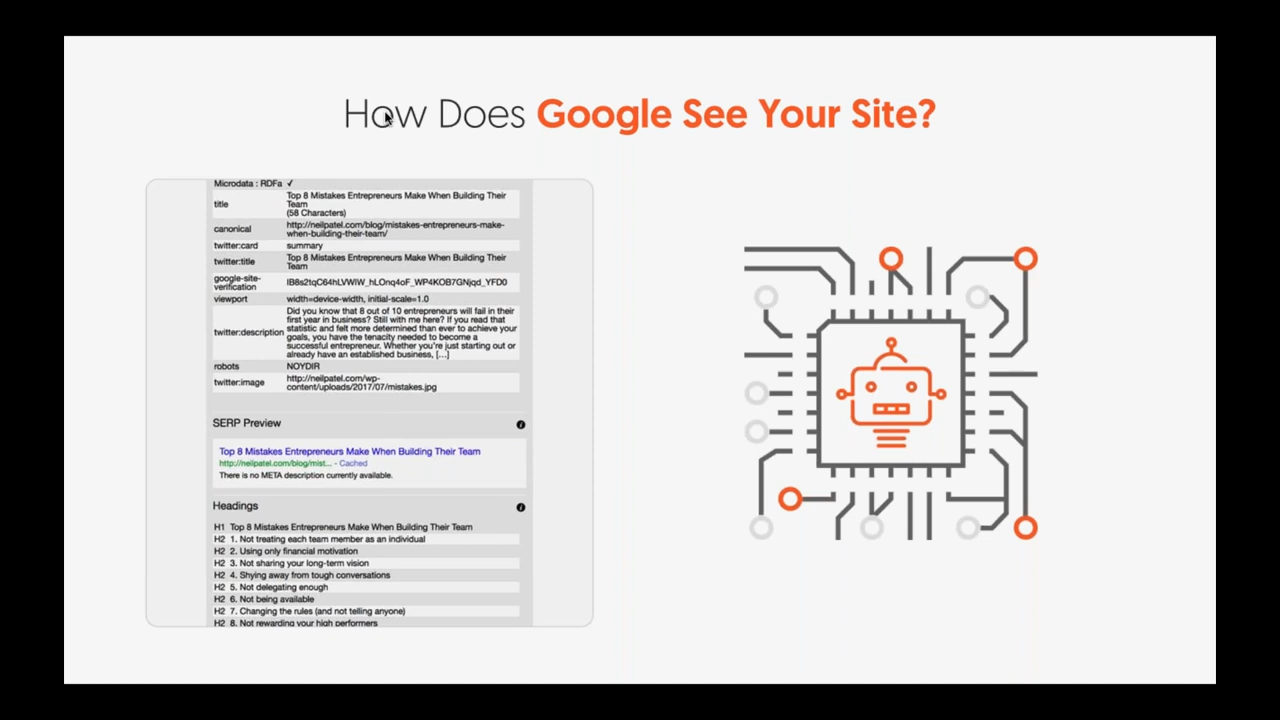 How Does Google See Your Site?
Microdata : RDFa ✓
title Top 8 Mistakes Entrepreneurs Make When Building Their
Team
(58 Characters)
canonical http://neilpatel.com/blog/mistakes-entrepreneurs-make-
when-building-their-team/
twitter:card summary
twitter:title Top 8 Mistakes Entrepreneurs Make When Building Their
Team
google-site-
verification
viewport width=device-width, initial-scale=1.0
twitter:description Did you know that 8 out of 10 entrepreneurs will fail in their
first year in business? Still with me here? If you read that
statistic and felt more determined than ever to achieve your
goals, you have the tenacity needed to become a
successful entrepreneur. Whether you're just starting out or
already have an established business, [...]
robots NOYDIR
twitter:image http://neilpatel.com/wp-
content/uploads/2017/07/mistakes.jpg
SERP Preview
Top 8 Mistakes Entrepreneurs Make When Building Their Team
http://neilpatel.com/blog/mist... - Cached
There is no META description currently available.
Headings
H1 Top 8 Mistakes Entrepreneurs Make When Building Their Team
H2 1. Not treating each team member as an individual
H2 2. Using only financial motivation
H2 3. Not sharing your long-term vision
H2 4. Shying away from tough conversations
H2 5. Not delegating enough
H2 6. Not being available
H2 7. Changing the rules (and not telling anyone)
H2 8. Not rewarding your high performers